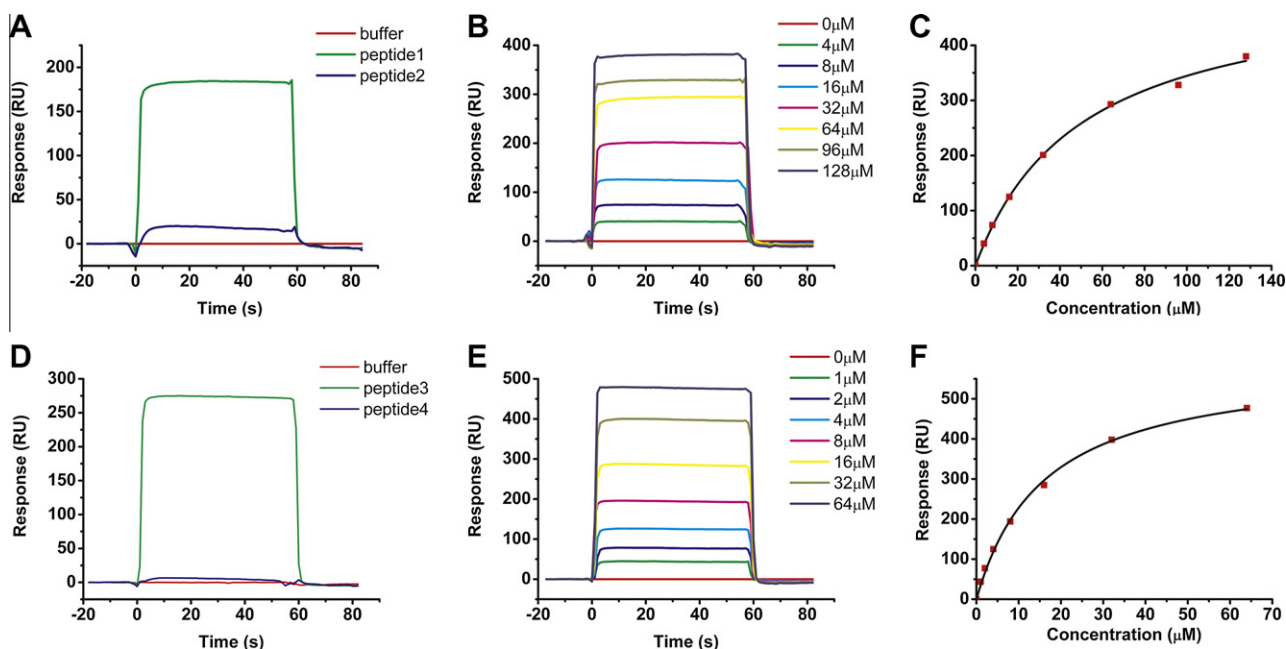 A
buffer
peptide1
peptide2
200
150
100
50
0
Response (RU)
-20 0 20 40 60 80
Time (s)
B
0μM
4μM
8μM
16μM
32μM
64μM
96μM
128μM
400
300
200
100
0
Response (RU)
-20 0 20 40 60 80
Time (s)
C
400
300
200
100
0
Response (RU)
0 20 40 60 80 100 120 140
Concentration (μM)
D
buffer
peptide3
peptide4
300
250
200
150
100
50
0
Response (RU)
-20 0 20 40 60 80
Time (s)
E
0μM
1μM
2μM
4μM
8μM
16μM
32μM
64μM
500
400
300
200
100
0
Response (RU)
-20 0 20 40 60 80
Time (s)
F
500
400
300
200
100
0
Response (RU)
0 10 20 30 40 50 60 70
Concentration (μM)